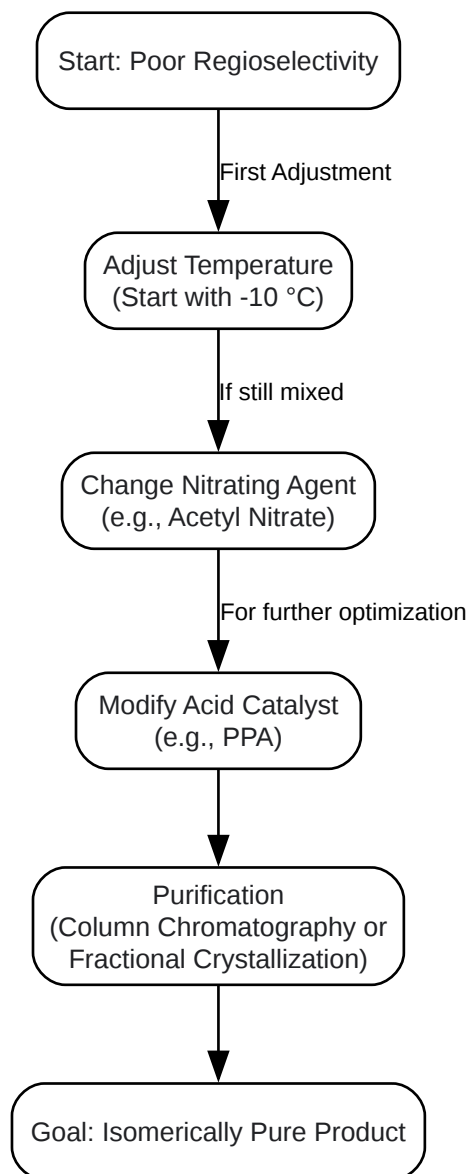 Start: Poor Regioselectivity
First Adjustment
Adjust Temperature
(Start with -10 °C)
If still mixed
Change Nitrating Agent
(e.g., Acetyl Nitrate)
For further optimization
Modify Acid Catalyst
(e.g., PPA)
Purification
(Column Chromatography or
Fractional Crystallization)
Goal: Isomerically Pure Product